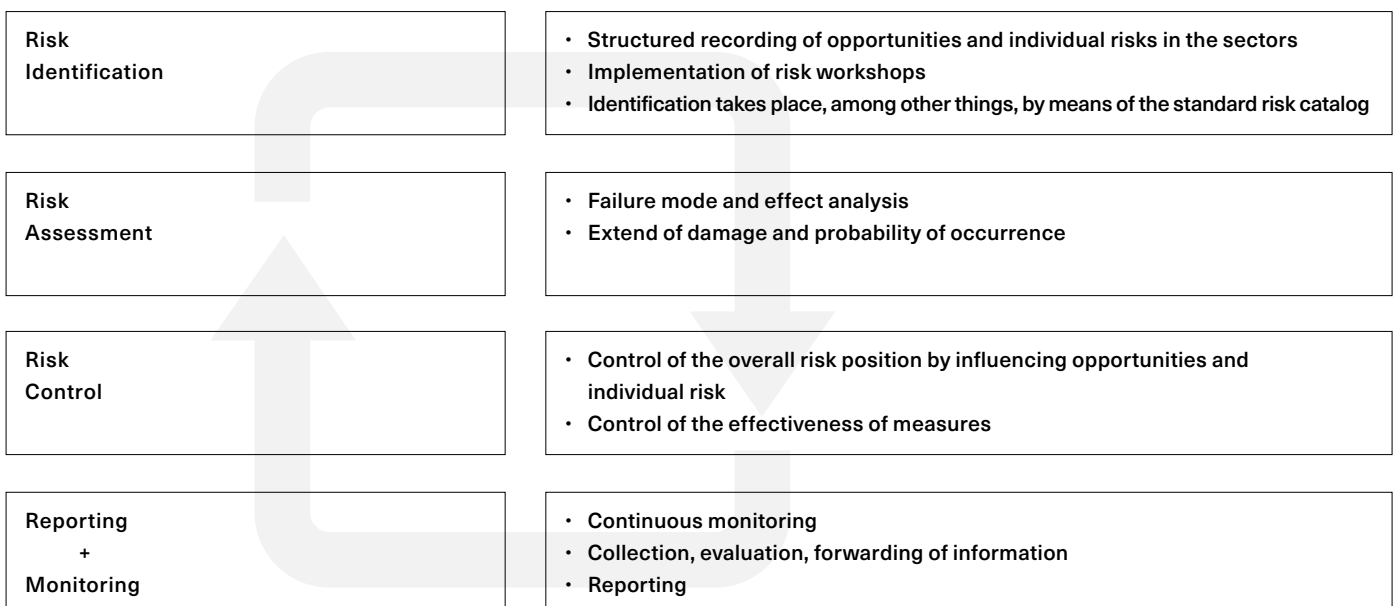 Risk
Identification
• Structured recording of opportunities and individual risks in the sectors
• Implementation of risk workshops
• Identification takes place, among other things, by means of the standard risk catalog
Risk
Assessment
• Failure mode and effect analysis
• Extend of damage and probability of occurrence
Risk
Control
• Control of the overall risk position by influencing opportunities and
individual risk
• Control of the effectiveness of measures
Reporting
+
Monitoring
• Continuous monitoring
• Collection, evaluation, forwarding of information
• Reporting